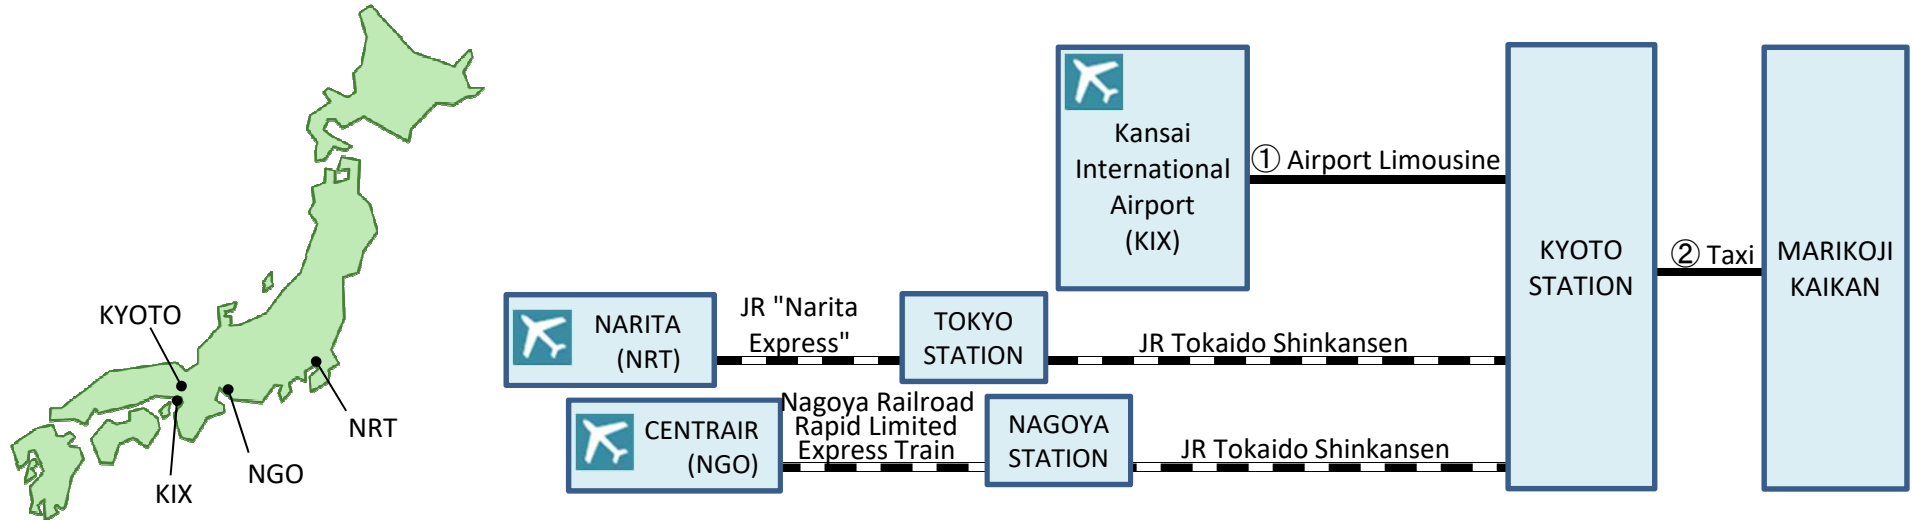 KYOTO
KIX
NGO
NRT
Kansai
International
Airport
(KIX)
① Airport Limousine
NARITA
(NRT)
JR "Narita
Express"
TOKYO
STATION
JR Tokaido Shinkansen
CENTRAIR
(NGO)
Nagoya Railroad
Rapid Limited
Express Train
NAGOYA
STATION
JR Tokaido Shinkansen
KYOTO
STATION
② Taxi
MARIKOJI
KAIKAN